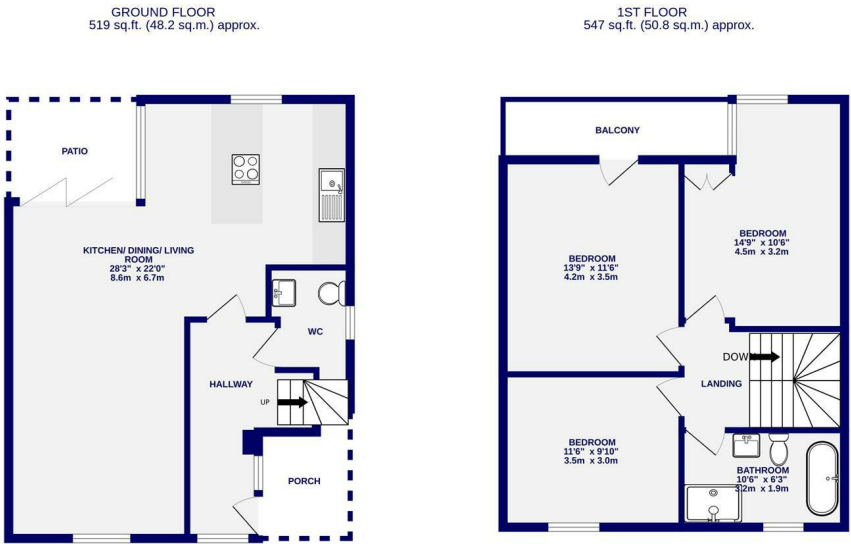 GROUND FLOOR
519 sq.ft. (48.2 sq.m.) approx.
PATIO
KITCHEN/ DINING/ LIVING
ROOM
28'3" x 22'0"
8.6m x 6.7m
WC
HALLWAY
UP
PORCH
1ST FLOOR
547 sq.ft. (50.8 sq.m.) approx.
BALCONY
BEDROOM
14'9" x 10'6"
4.5m x 3.2m
BEDROOM
13'9" x 11'6"
4.2m x 3.5m
DOWN
LANDING
BEDROOM
11'6" x 9'10"
3.5m x 3.0m
BATHROOM
10'6" x 6'3"
3.2m x 1.9m